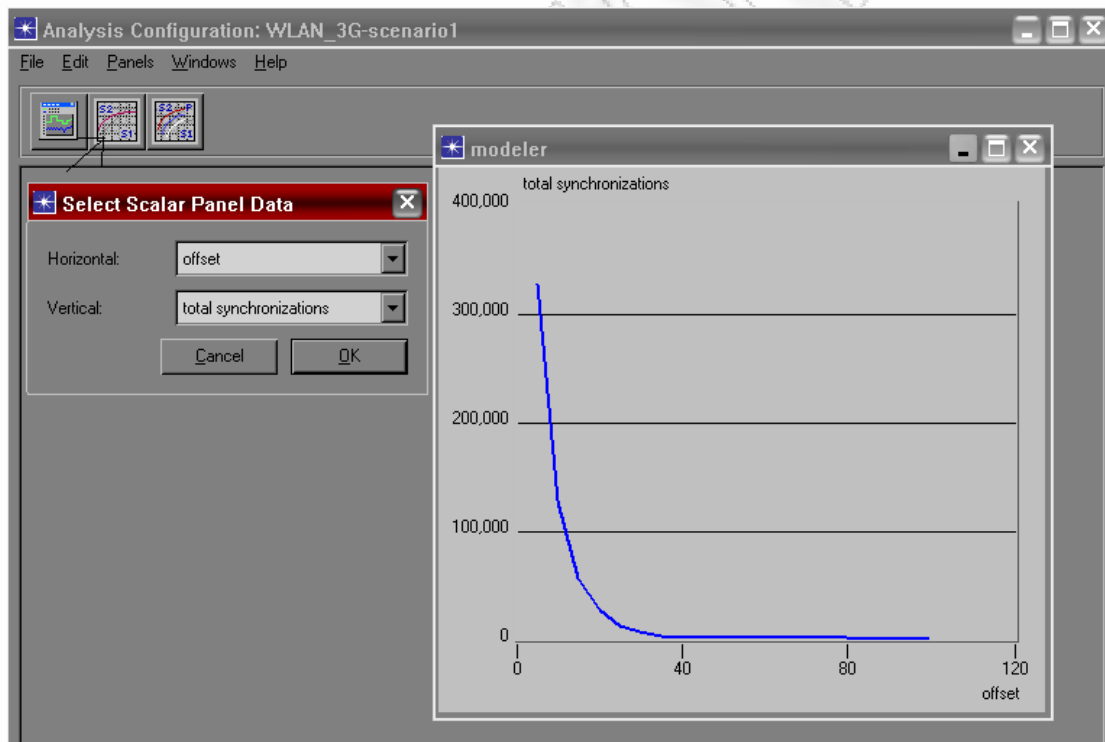 Analysis Configuration: WLAN_3G-scenario1
File Edit Panels Windows Help
S2 S1 S2 P S1
modeler
Select Scalar Panel Data
Horizontal: offset
Vertical: total synchronizations
Cancel OK
total synchronizations
400,000
300,000
200,000
100,000
0
0 40 80 120
offset